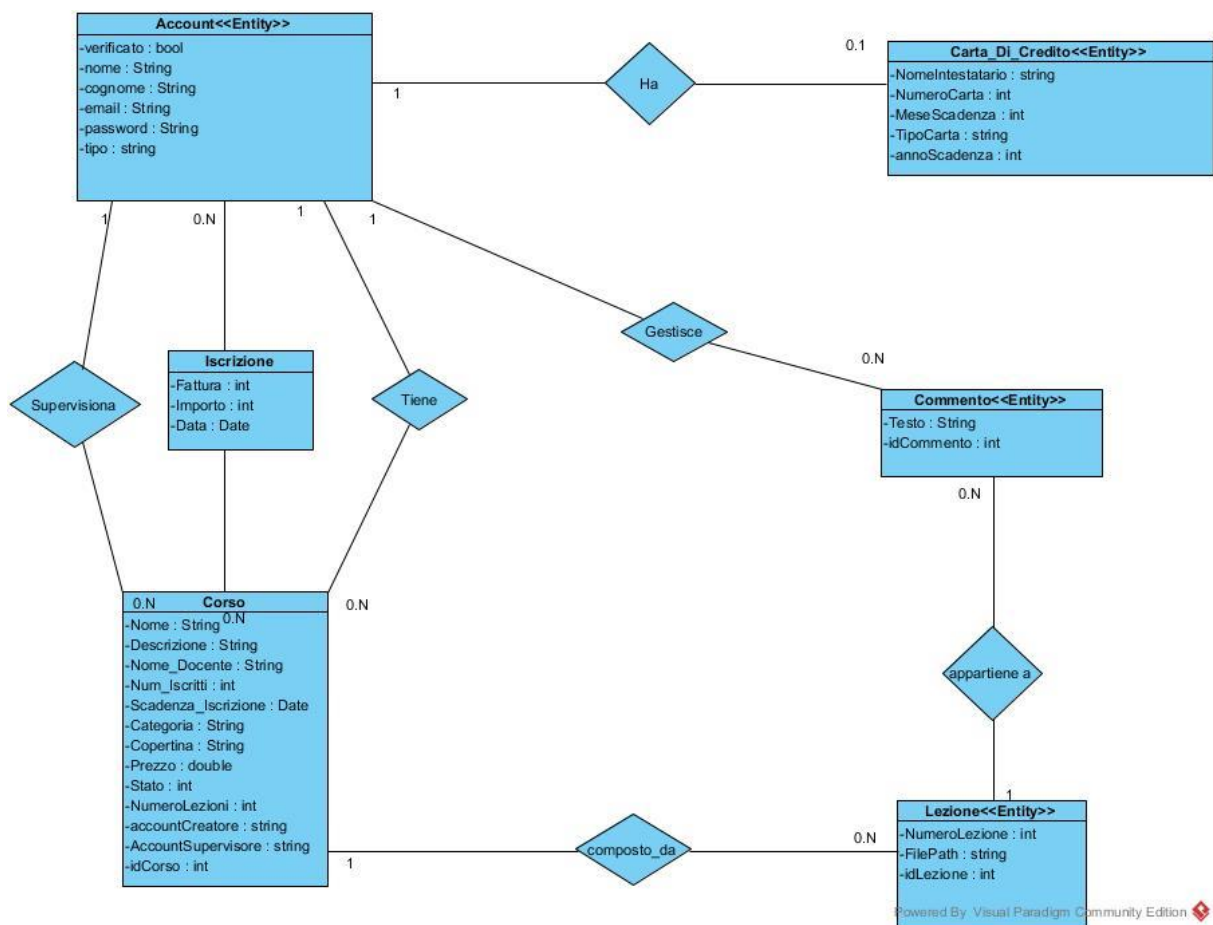 Account<<Entity>>
-verificato : bool
-nome : String
-cognome : String
-email : String
-password : String
-tipo : string
0.1
Carta_Di_Credito<<Entity>>
-NomeIntestatario : string
-NumeroCarta : int
-MeseScadenza : int
-TipoCarta : string
-annoScadenza : int
Ha
1
1
0.N
1
1
Gestisce
0.N
Iscrizione
-Fattura : int
-Importo : int
-Data : Date
Supervisiona
Tiene
Commento<<Entity>>
-Testo : String
-idCommento : int
0.N
0.N
0.N
0.N
Corso
-Nome : String
-Descrizione : String
-Nome_Docente : String
-Num_Iscritti : int
-Scadenza_Iscrizione : Date
-Categoria : String
-Copertina : String
-Prezzo : double
-Stato : int
-NumeroLezioni : int
-accountCreatore : string
-AccountSupervisore : string
-idCorso : int
appartiene a
1
Lezione<<Entity>>
-NumeroLezione : int
-FilePath : string
-idLezione : int
1
composto_da
0.N
Powered By Visual Paradigm Community Edition